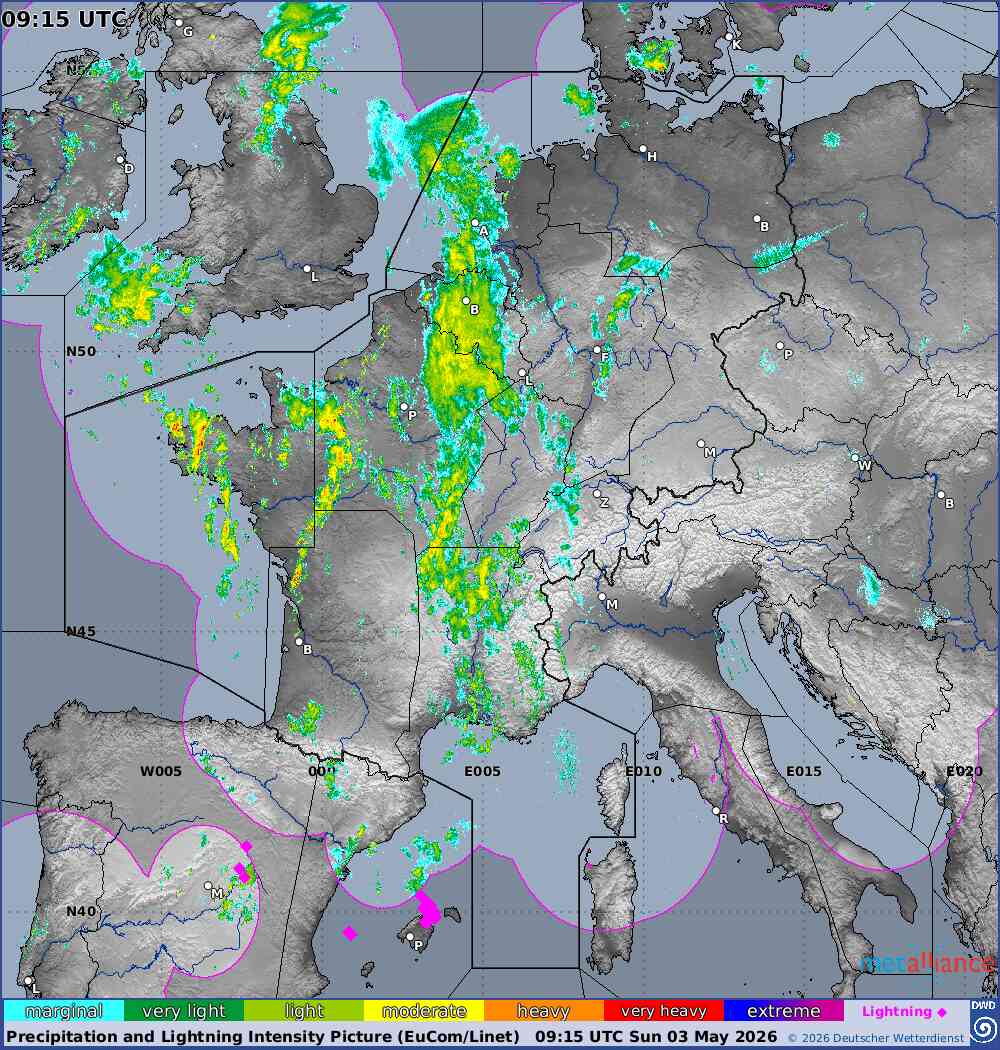 09:15 UTC
G
K
N55
D
H
B
A
L
B
N50
F
P
L
P
M
W
Z
B
M
N45
B
W005
000
E005
E010
E015
E020
R
M
N40
P
L
metalliance
marginal very light light moderate heavy very heavy extreme Lightning
DWD
Precipitation and Lightning Intensity Picture (EuCom/Linet) 09:15 UTC Sun 03 May 2026 © 2026 Deutscher Wetterdienst